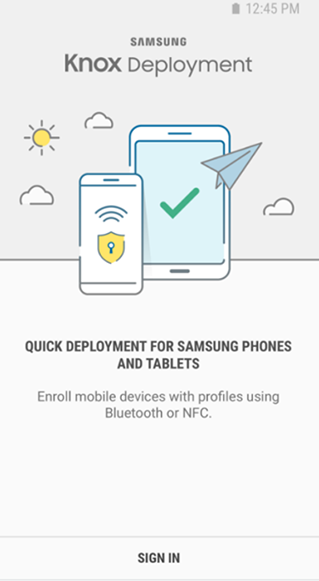 12:45 PM
SAMSUNG
Knox Deployment
QUICK DEPLOYMENT FOR SAMSUNG PHONES
AND TABLETS
Enroll mobile devices with profiles using
Bluetooth or NFC.
SIGN IN